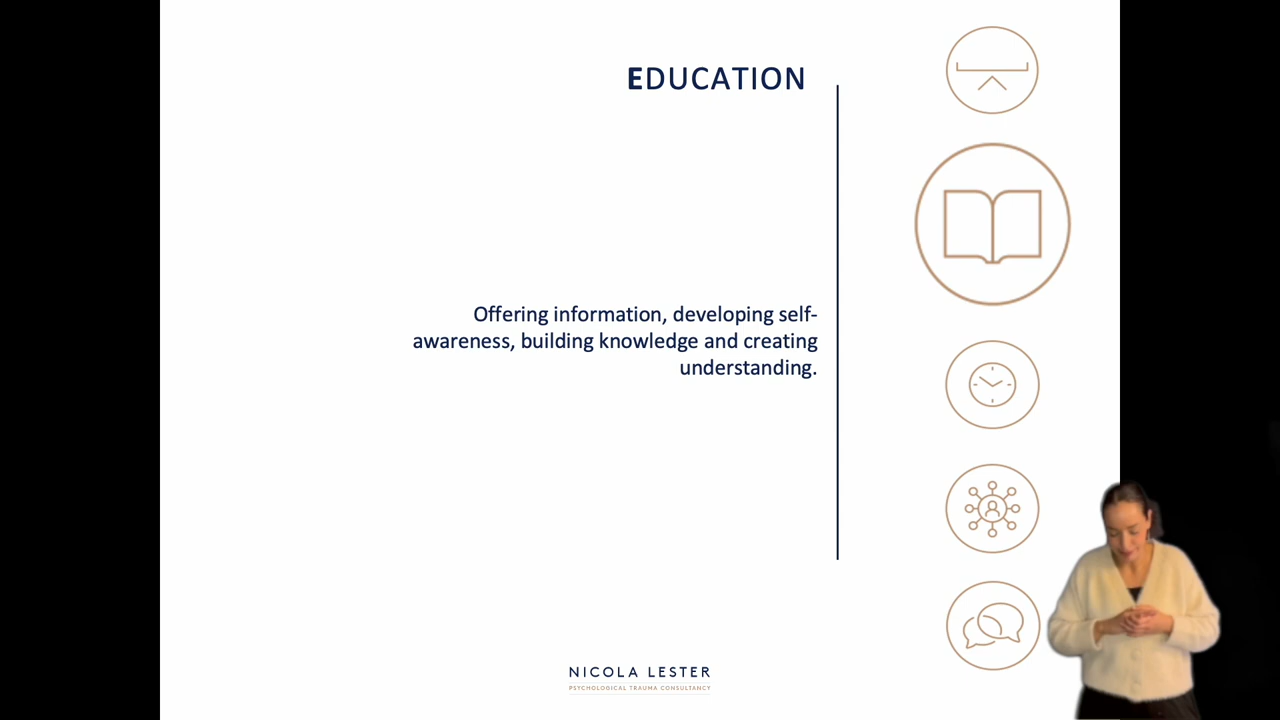 EDUCATION
Offering information, developing self-
awareness, building knowledge and creating
understanding.
NICOLA LESTER
PSYCHOLOGICAL TRAUMA CONSULTANCY